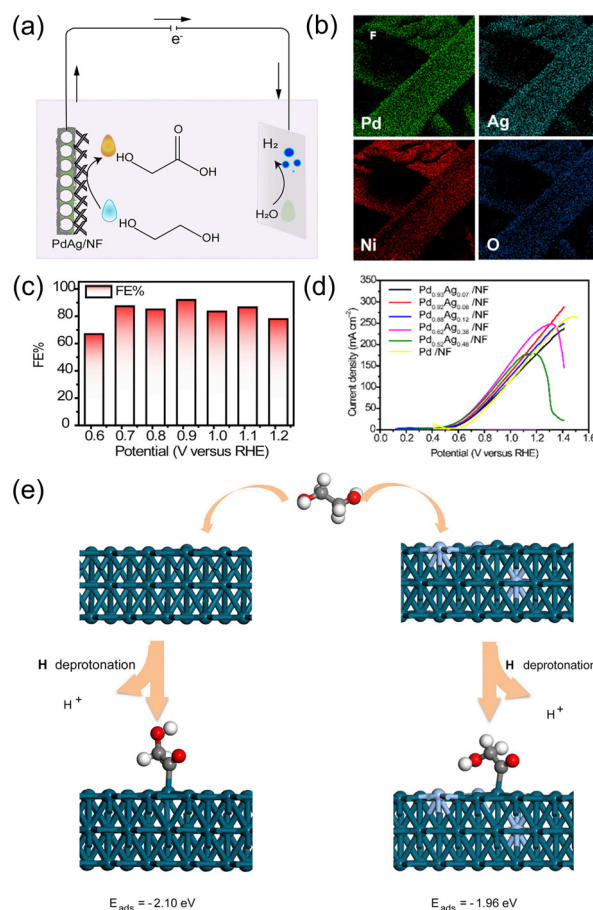 (a)
e⁻
O
HO
OH
HO
OH
PdAg/NF
H₂
H₂O
(b)
F
Pd
Ag
Ni
O
(c)
FE%
100
80
60
40
20
0
FE%
0.6 0.7 0.8 0.9 1.0 1.1 1.2
Potential (V versus RHE)
(d)
Pd₀.₉₃Ag₀.₀₇ /NF
Pd₀.₉₂Ag₀.₀₈ /NF
Pd₀.₈₈Ag₀.₁₂ /NF
Pd₀.₆₂Ag₀.₃₈ /NF
Pd₀.₅₂Ag₀.₄₈ /NF
Pd /NF
Current density (mA cm⁻²)
350
300
250
200
150
100
50
0
0.0 0.2 0.4 0.6 0.8 1.0 1.2 1.4 1.6
Potential (V versus RHE)
(e)
H deprotonation
H⁺
H deprotonation
H⁺
E_ads = -2.10 eV
E_ads = -1.96 eV